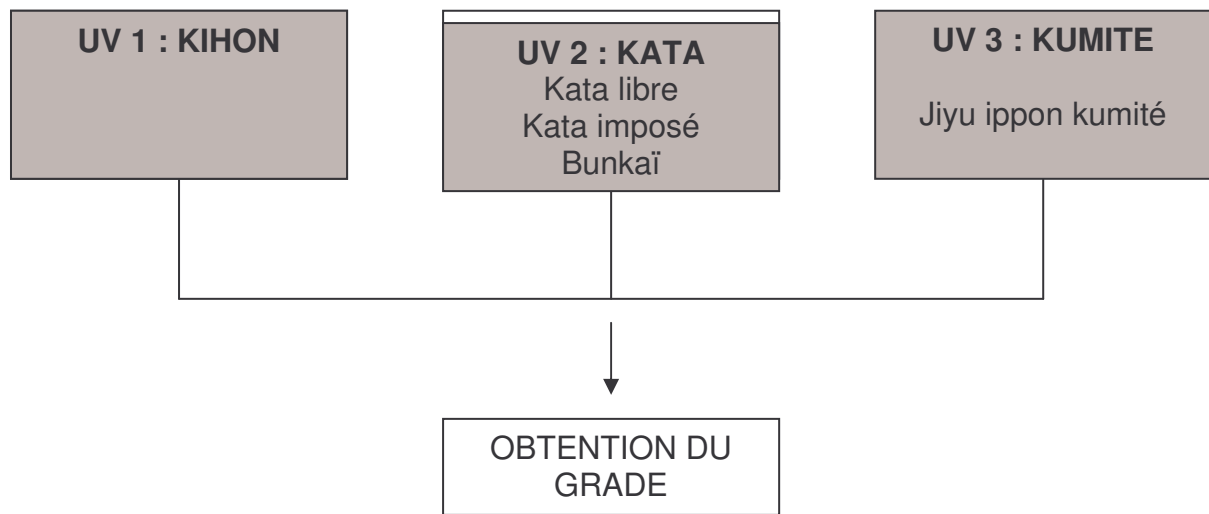 UV 1 : KIHON
UV 2 : KATA
Kata libre
Kata imposé
Bunkaï
UV 3 : KUMITE
Jiyu ippon kumité
OBTENTION DU
GRADE